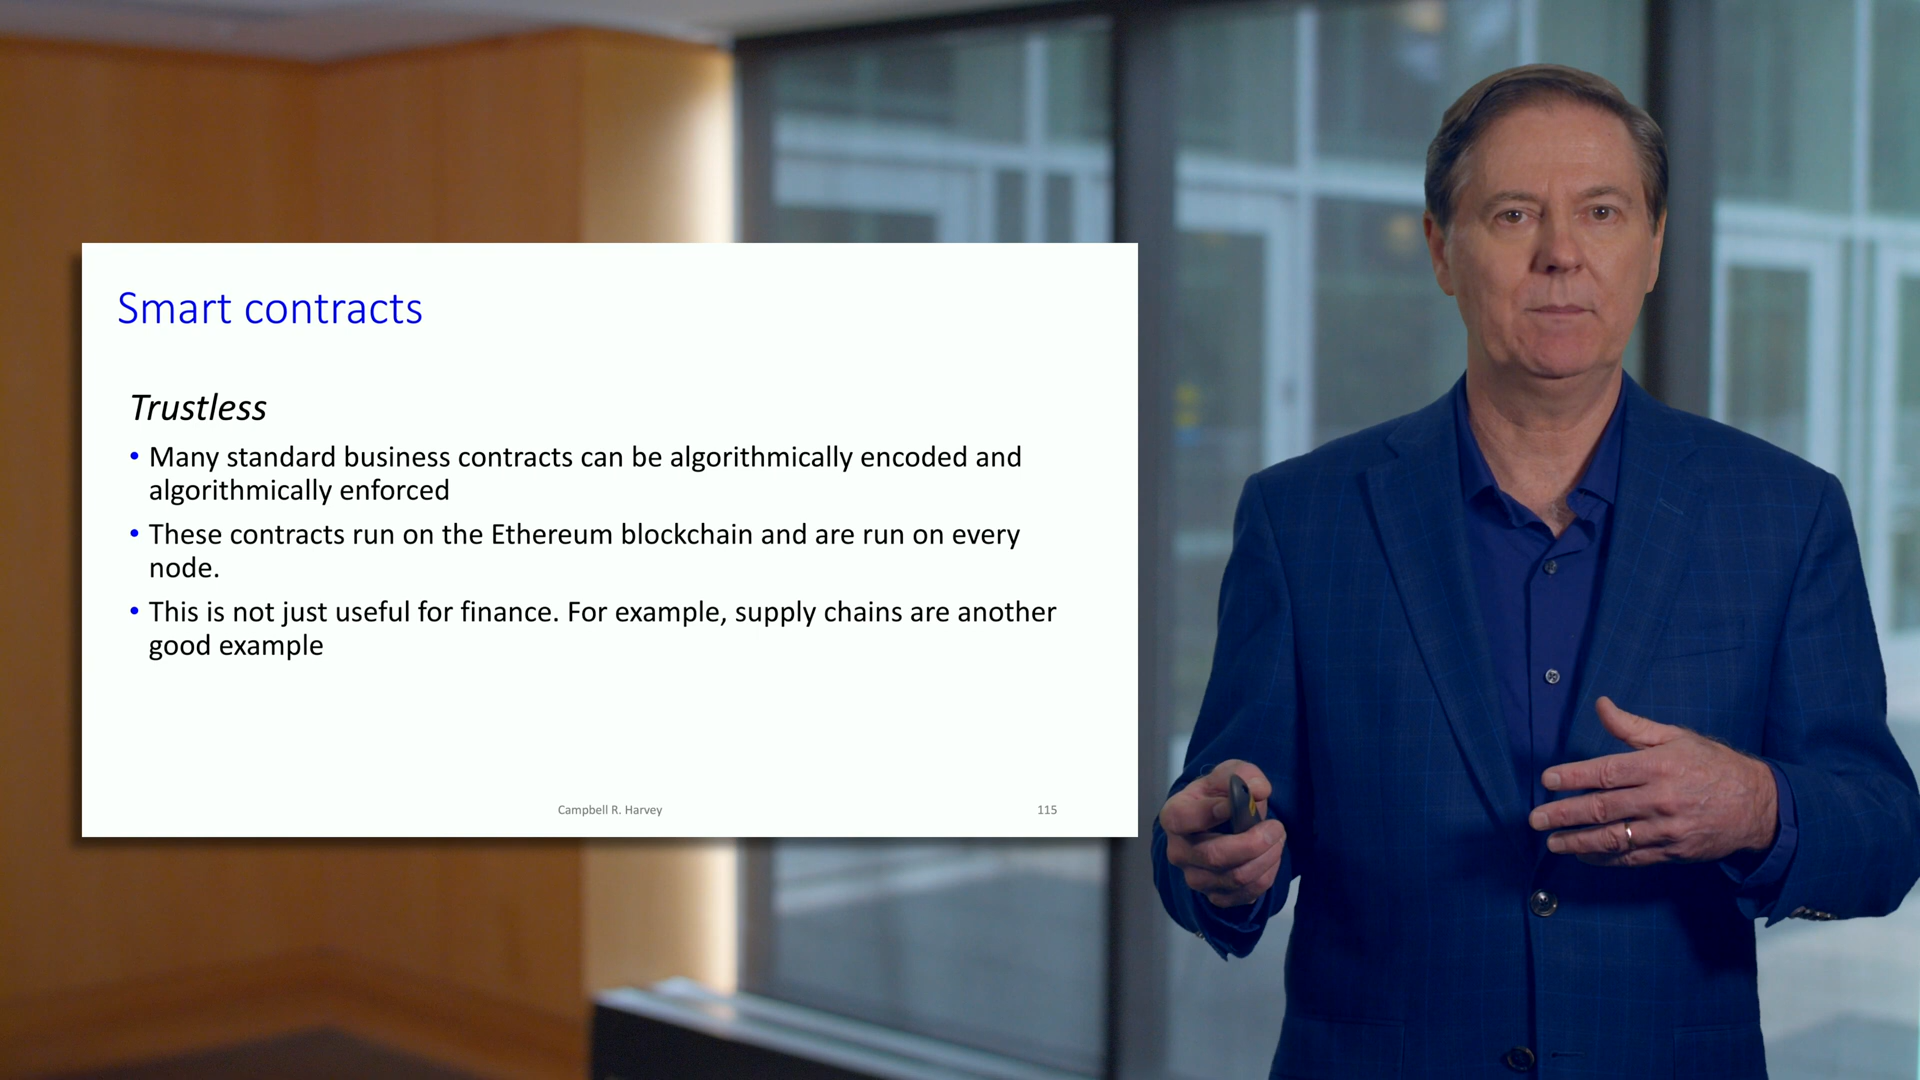 Smart contracts
Trustless
• Many standard business contracts can be algorithmically encoded and
algorithmically enforced
• These contracts run on the Ethereum blockchain and are run on every
node.
• This is not just useful for finance. For example, supply chains are another
good example
Campbell R. Harvey
115